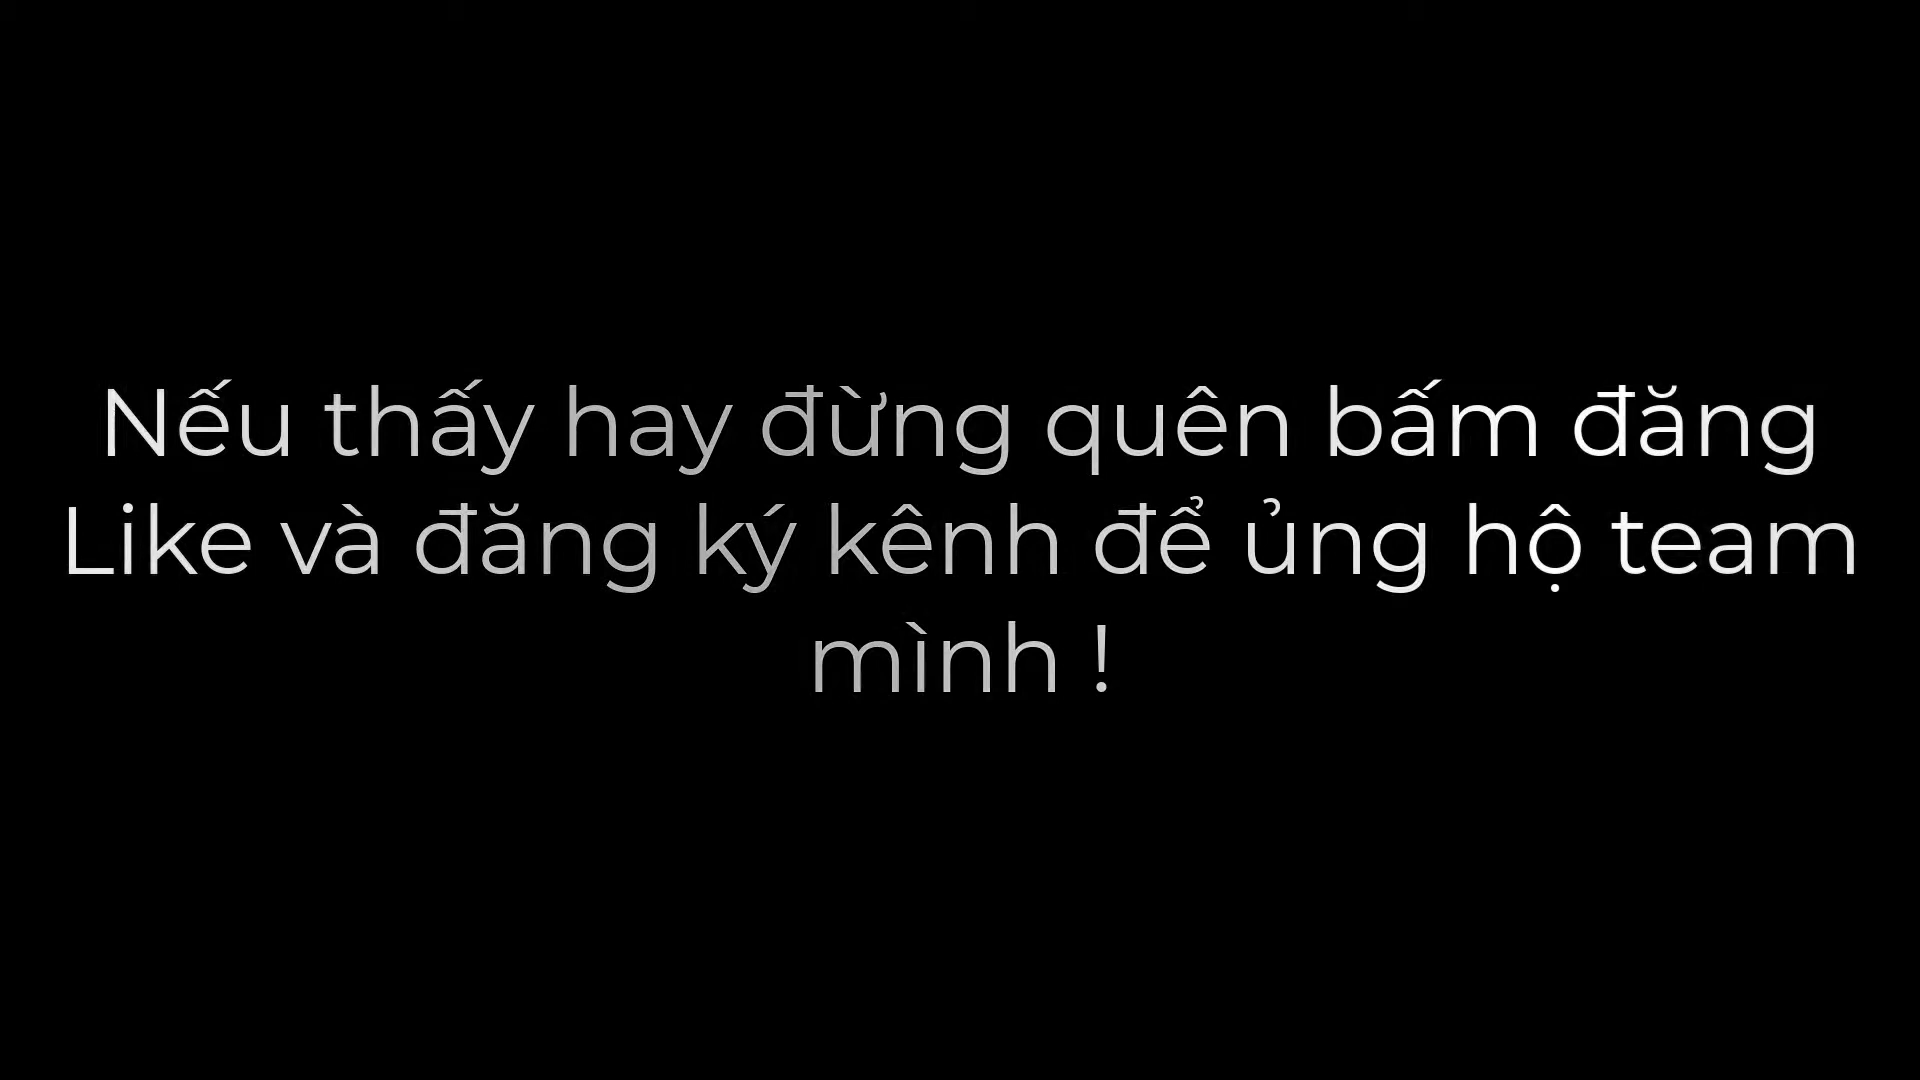 Nếu thấy hay đừng quên bấm đăng
Like và đăng ký kênh để ủng hộ team
mình !